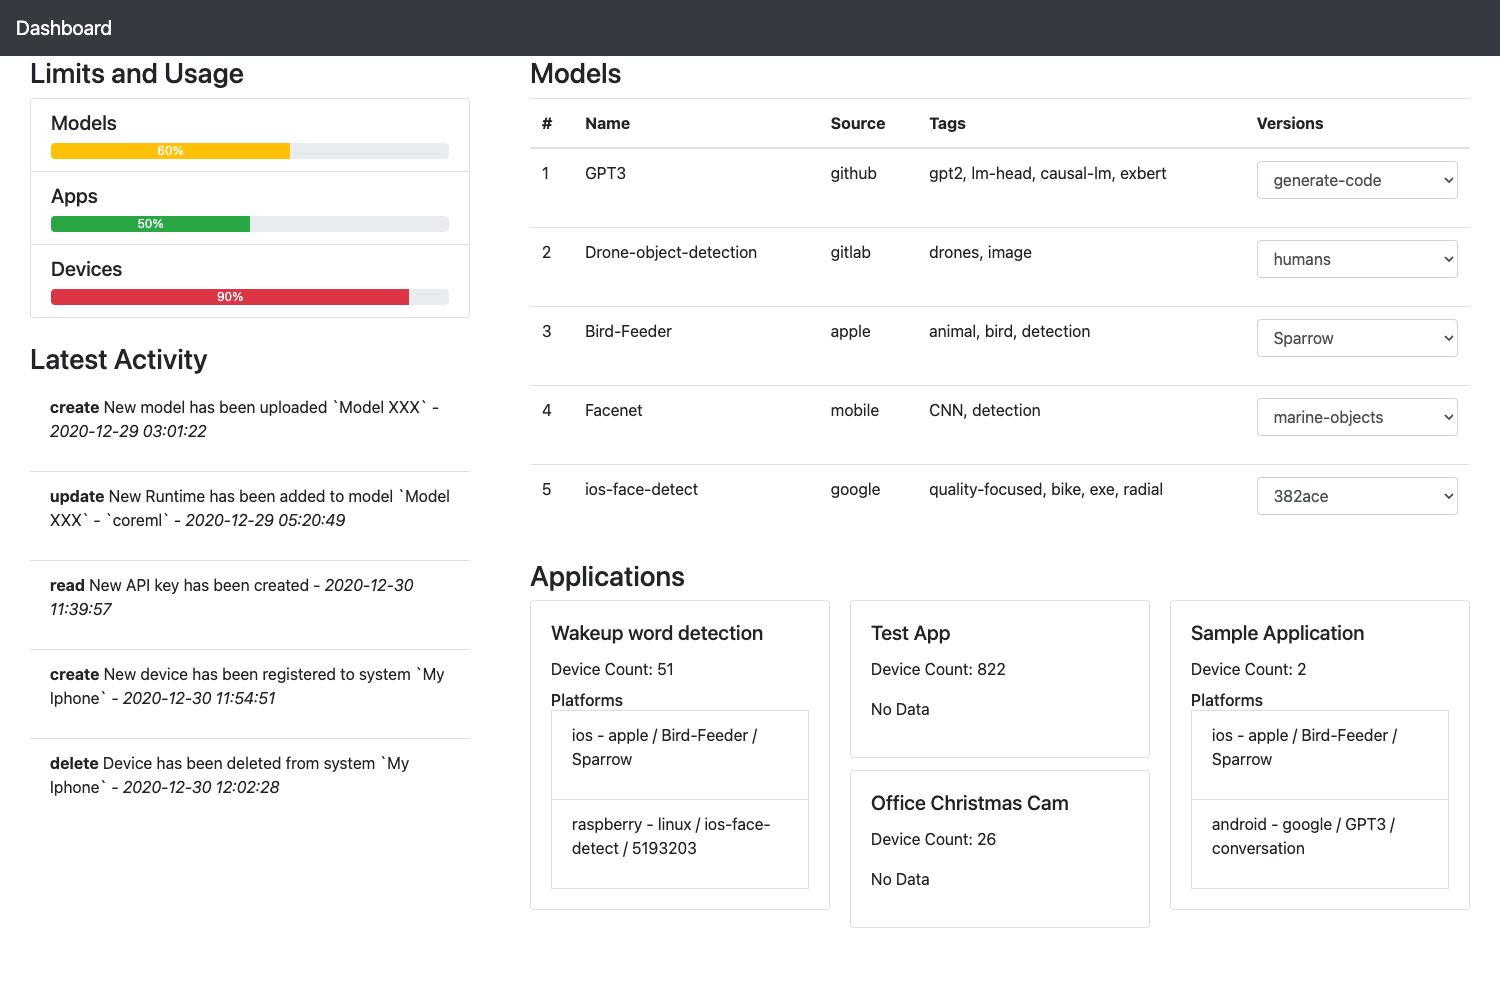 Dashboard
Limits and Usage
Models
60%
Apps
50%
Devices
90%
Latest Activity
create New model has been uploaded `Model XXX` -
2020-12-29 03:01:22
update New Runtime has been added to model `Model
XXX` - `coreml` - 2020-12-29 05:20:49
read New API key has been created - 2020-12-30
11:39:57
create New device has been registered to system `My
Iphone` - 2020-12-30 11:54:51
delete Device has been deleted from system `My
Iphone` - 2020-12-30 12:02:28
Models
# Name Source Tags Versions
1 GPT3 github gpt2, lm-head, causal-lm, exbert generate-code
2 Drone-object-detection gitlab drones, image humans
3 Bird-Feeder apple animal, bird, detection Sparrow
4 Facenet mobile CNN, detection marine-objects
5 ios-face-detect google quality-focused, bike, exe, radial 382ace
Applications
Wakeup word detection
Device Count: 51
Platforms
ios - apple / Bird-Feeder /
Sparrow
raspberry - linux / ios-face-
detect / 5193203
Test App
Device Count: 822
No Data
Office Christmas Cam
Device Count: 26
No Data
Sample Application
Device Count: 2
Platforms
ios - apple / Bird-Feeder /
Sparrow
android - google / GPT3 /
conversation